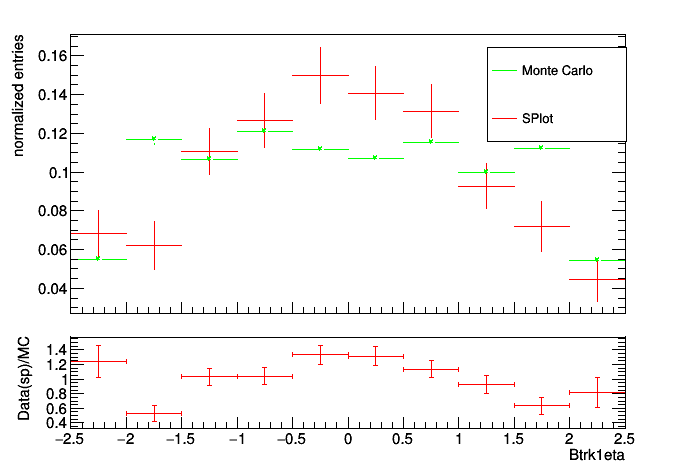 normalized entries
0.16
0.14
0.12
0.1
0.08
0.06
0.04
Monte Carlo
SPlot
Data(sp)/MC
1.4
1.2
1
0.8
0.6
0.4
−2.5 −2 −1.5 −1 −0.5 0 0.5 1 1.5 2 2.5
Btrk1eta